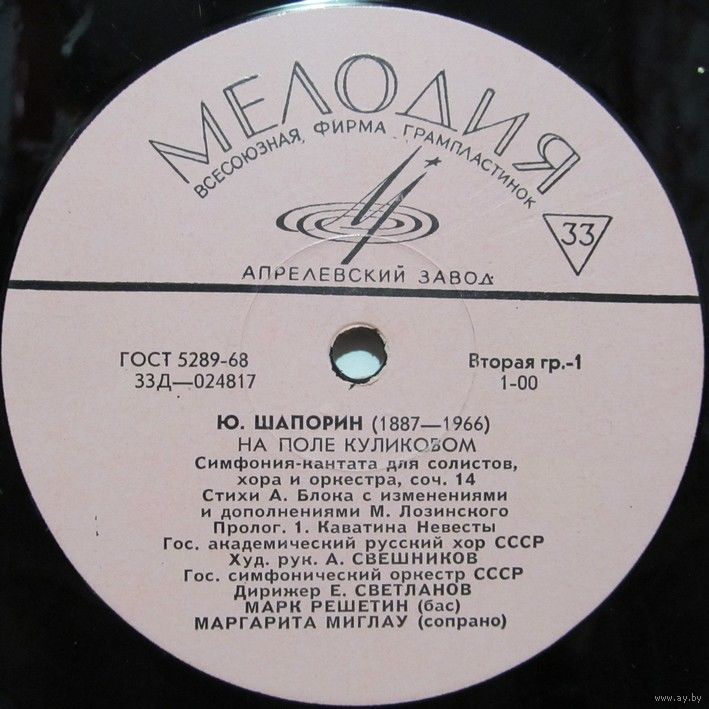 МЕЛОДИЯ
ВСЕСОЮЗНАЯ ФИРМА ГРАМПЛАСТИНОК
33
АПРЕЛЕВСКИЙ ЗАВОД
ГОСТ 5289-68
Вторая гр.-1
33Д—024817
1-00
Ю. ШАПОРИН (1887—1966)
НА ПОЛЕ КУЛИКОВОМ
Симфония-кантата для солистов,
хора и оркестра, соч. 14
Стихи А. Блока с изменениями
и дополнениями М. Лозинского
Пролог. 1. Каватина Невесты
Гос. академический русский хор СССР
Худ. рук. А. СВЕШНИКОВ
Гос. симфонический оркестр СССР
Дирижер Е. СВЕТЛАНОВ
МАРК РЕШЕТИН (бас)
МАРГАРИТА МИГЛАУ (сопрано)
www.ay.by